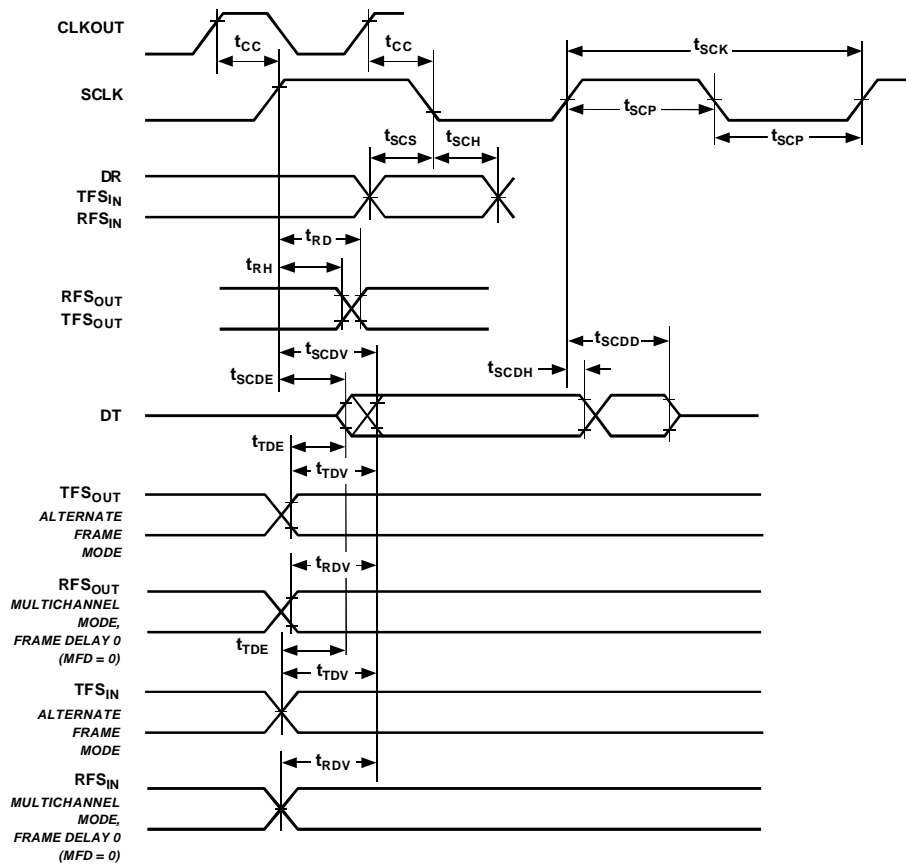 CLKOUT
tCC
tCC
tSCK
SCLK
tSCP
tSCP
tSCS
tSCH
DR
TFSIN
RFSIN
tRD
tRH
RFSOUT
TFSOUT
tSCDV
tSCDD
tSCDE
tSCDH
DT
tTDE
tTDV
TFSOUT
ALTERNATE
FRAME
MODE
tRDV
RFSOUT
MULTICHANNEL
MODE,
FRAME DELAY 0
(MFD = 0)
tTDE
tTDV
TFSIN
ALTERNATE
FRAME
MODE
tRDV
RFSIN
MULTICHANNEL
MODE,
FRAME DELAY 0
(MFD = 0)